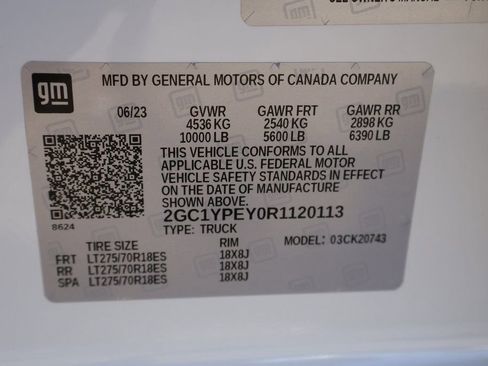 gm
MFD BY GENERAL MOTORS OF CANADA COMPANY
06/23 GVWR GAWR FRT GAWR RR
4536 KG 2540 KG 2898 KG
10000 LB 5600 LB 6390 LB
THIS VEHICLE CONFORMS TO ALL
APPLICABLE U.S. FEDERAL MOTOR
VEHICLE SAFETY STANDARDS IN EFFECT
ON THE DATE OF MANUFACTURE
SHOWN ABOVE.
8624
2GC1YPEY0R1120113
TYPE: TRUCK MODEL: 03CK20743
TIRE SIZE RIM
FRT LT275/70R18ES 18X8J
RR LT275/70R18ES 18X8J
SPA LT275/70R18ES 18X8J